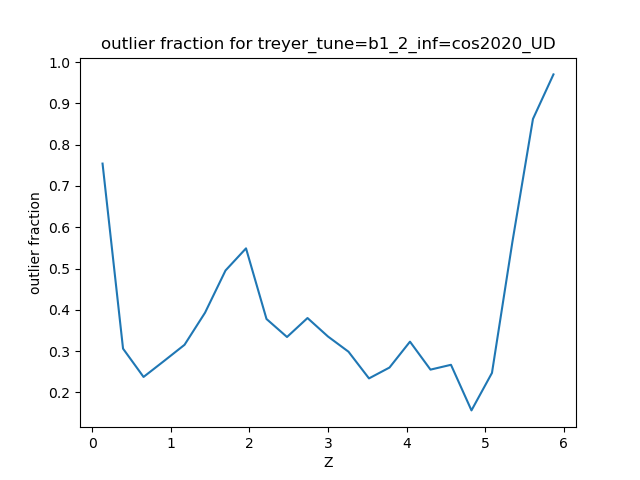 outlier fraction for treyer_tune=b1_2_inf=cos2020_UD
1.0
0.9
0.8
0.7
0.6
0.5
0.4
0.3
0.2
outlier fraction
0 1 2 3 4 5 6
Z